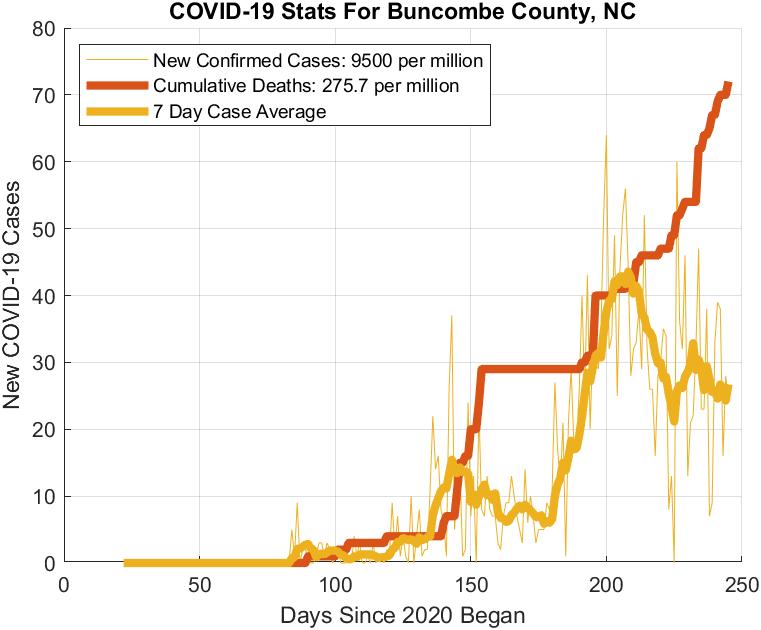 COVID-19 Stats For Buncombe County, NC
80
New Confirmed Cases: 9500 per million
Cumulative Deaths: 275.7 per million
7 Day Case Average
70
60
50
40
30
20
10
0
New COVID-19 Cases
0
50
100
150
200
250
Days Since 2020 Began